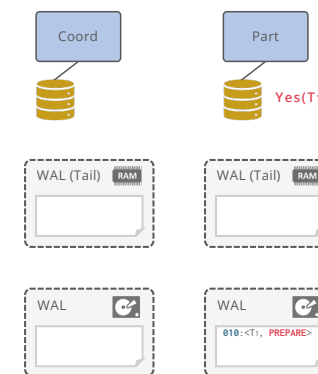 Coord
Part
Yes(T
WAL (Tail) RAM
WAL (Tail) RAM
WAL
WAL
010:<T1, PREPARE>